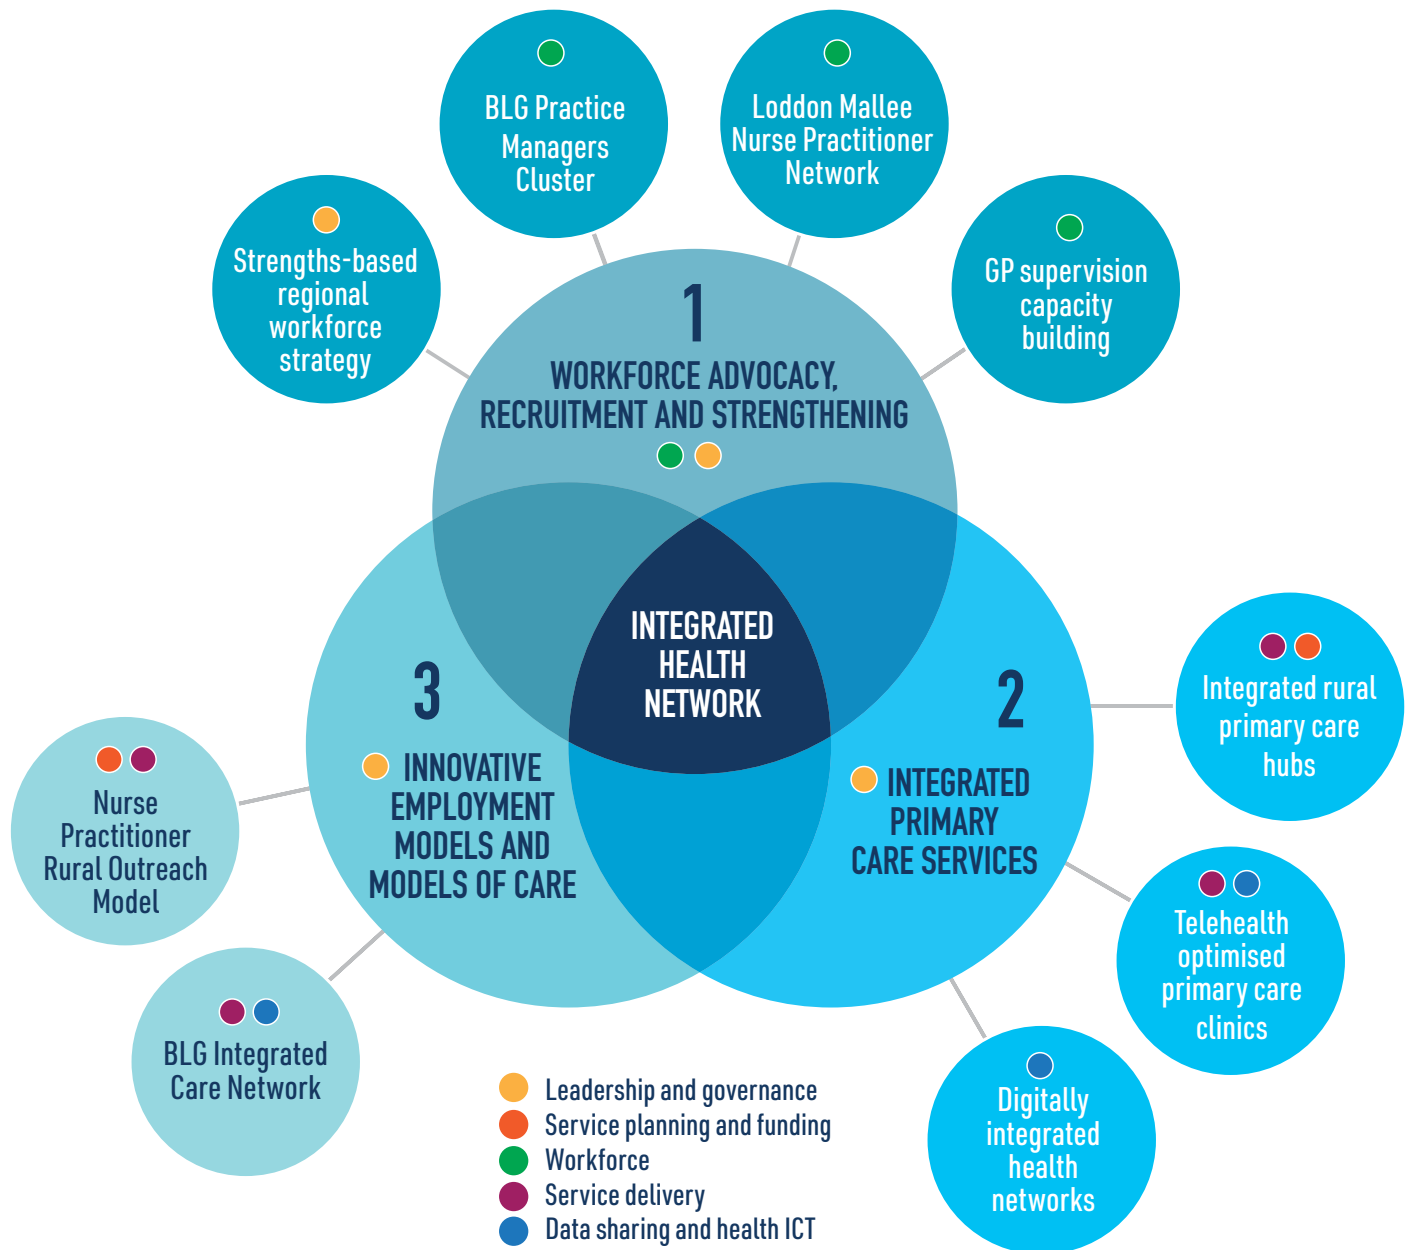 BLG Practice
Managers
Cluster
Loddon Mallee
Nurse Practitioner
Network
Strengths-based
regional
workforce
strategy
GP supervision
capacity
building
1
WORKFORCE ADVOCACY,
RECRUITMENT AND STRENGTHENING
INTEGRATED
HEALTH
NETWORK
3
INNOVATIVE
EMPLOYMENT
MODELS AND
MODELS OF CARE
2
INTEGRATED
PRIMARY
CARE SERVICES
Integrated rural
primary care
hubs
Nurse
Practitioner
Rural Outreach
Model
Telehealth
optimised
primary care
clinics
BLG Integrated
Care Network
Digitally
integrated
health
networks
Leadership and governance
Service planning and funding
Workforce
Service delivery
Data sharing and health ICT